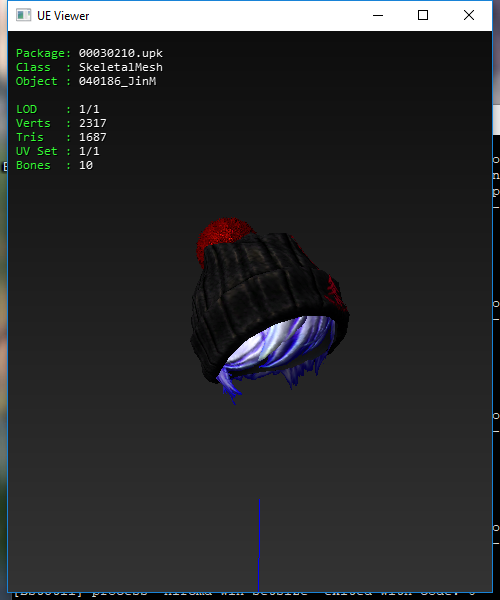 UE Viewer
Package: 00030210.upk
Class : SkeletalMesh
Object : 040186_JinM
LOD : 1/1
Verts : 2317
Tris : 1687
UV Set : 1/1
Bones : 10